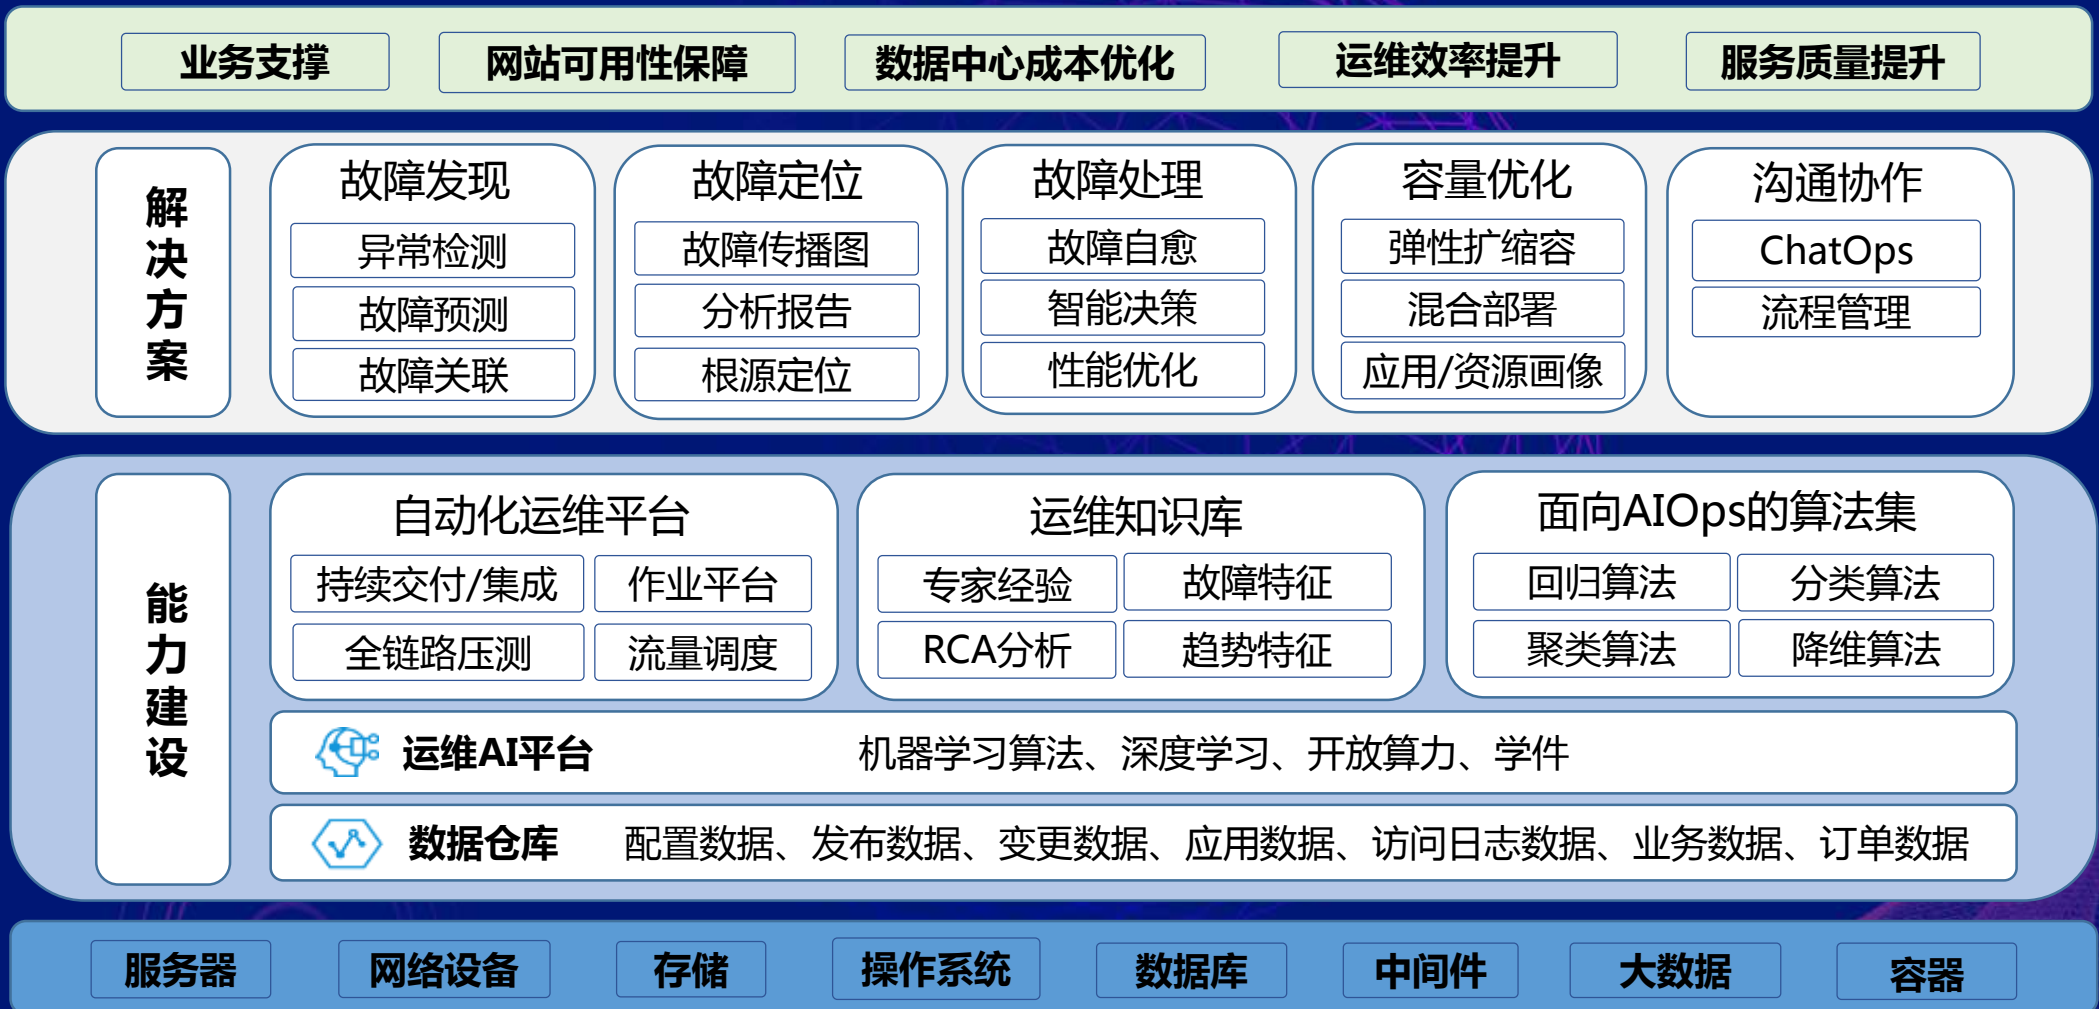 业务支撑
网站可用性保障
数据中心成本优化
运维效率提升
服务质量提升
解决方案
故障发现
异常检测
故障预测
故障关联
故障定位
故障传播图
分析报告
根源定位
故障处理
故障自愈
智能决策
性能优化
容量优化
弹性扩缩容
混合部署
应用/资源画像
沟通协作
ChatOps
流程管理
能力建设
自动化运维平台
持续交付/集成
作业平台
全链路压测
流量调度
运维知识库
专家经验
故障特征
RCA分析
趋势特征
面向AIOps的算法集
回归算法
分类算法
聚类算法
降维算法
运维AI平台
机器学习算法、深度学习、开放算力、学件
数据仓库
配置数据、发布数据、变更数据、应用数据、访问日志数据、业务数据、订单数据
服务器
网络设备
存储
操作系统
数据库
中间件
大数据
容器